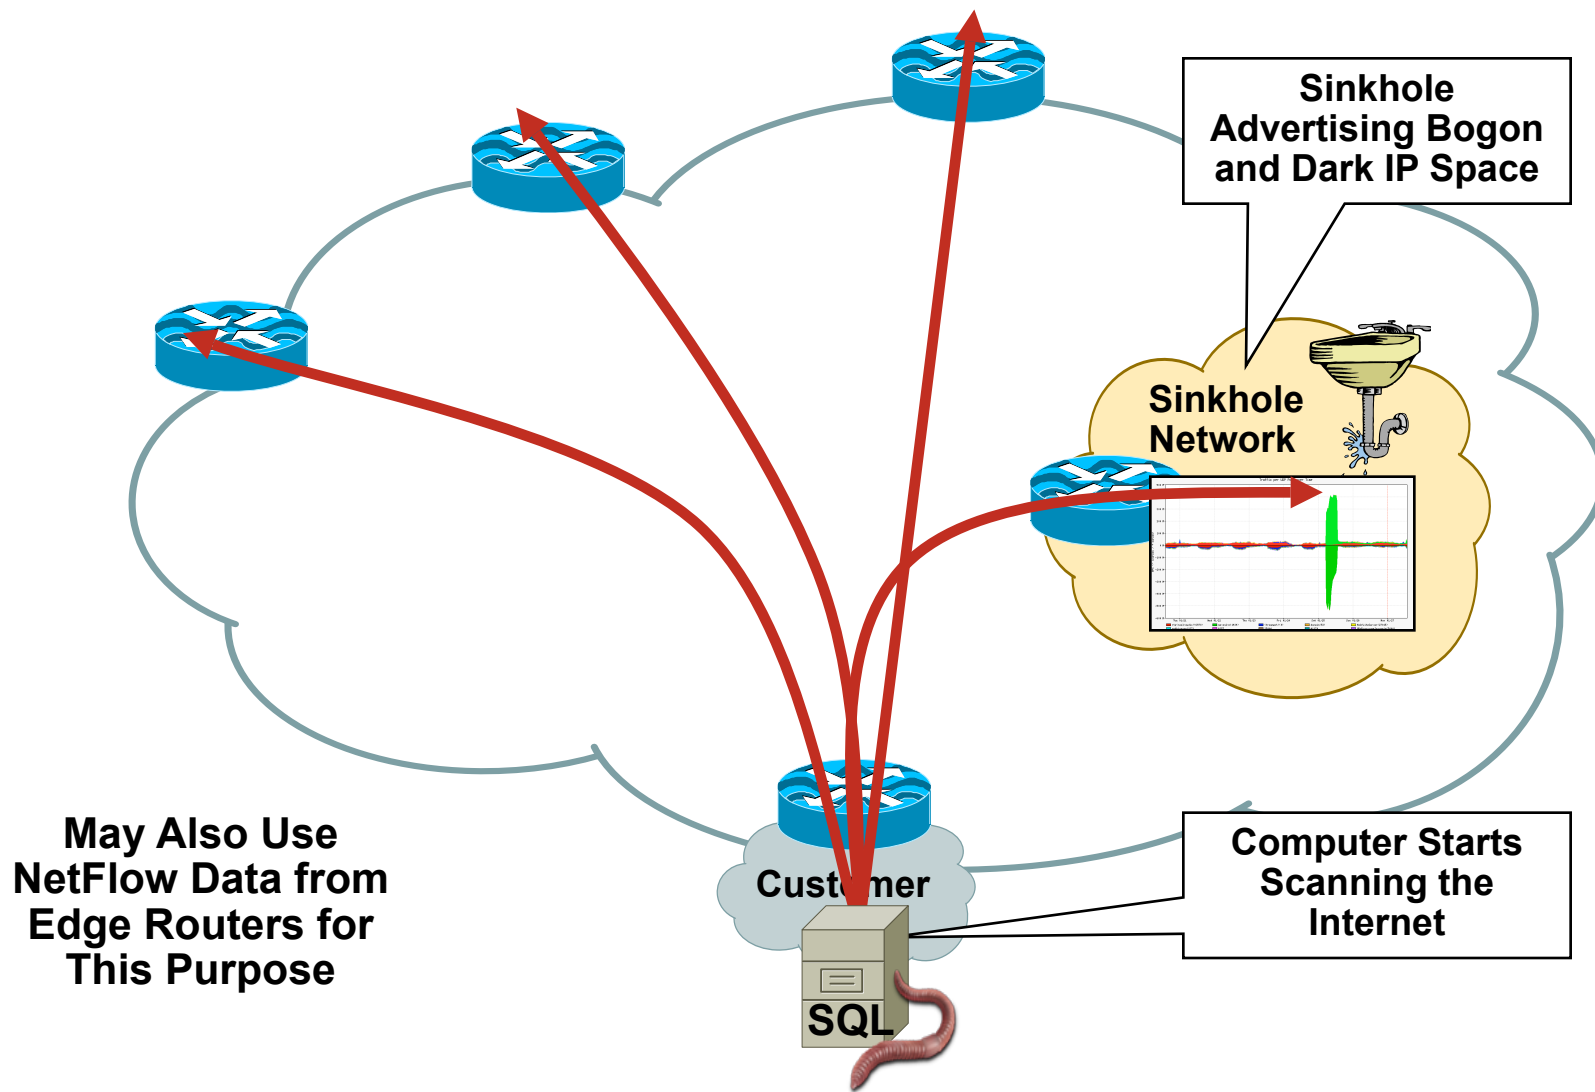 Sinkhole
Advertising Bogon
and Dark IP Space
Sinkhole
Network
Customer
SQL
Computer Starts
Scanning the
Internet
May Also Use
NetFlow Data from
Edge Routers for
This Purpose